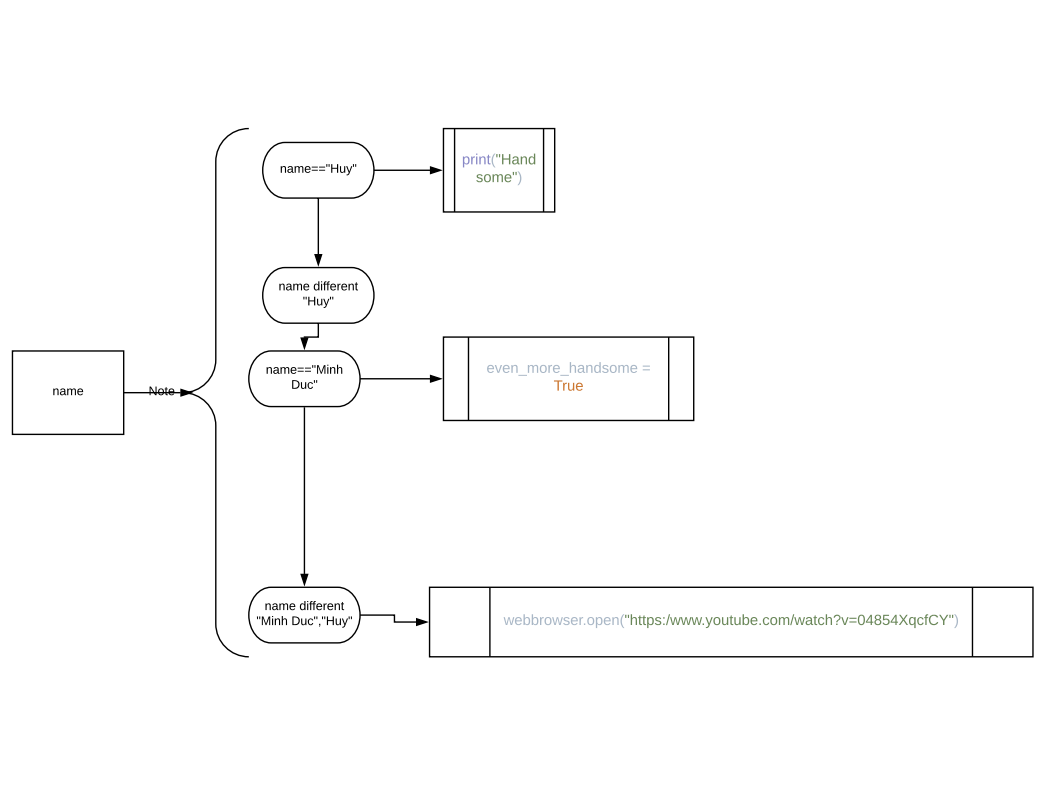 name=="Huy"
print("Hand
some")
name different
"Huy"
name=="Minh
Duc"
even_more_handsome =
True
name
Note
name different
"Minh Duc","Huy"
webbrowser.open("https:/www.youtube.com/watch?v=04854XqcfCY")